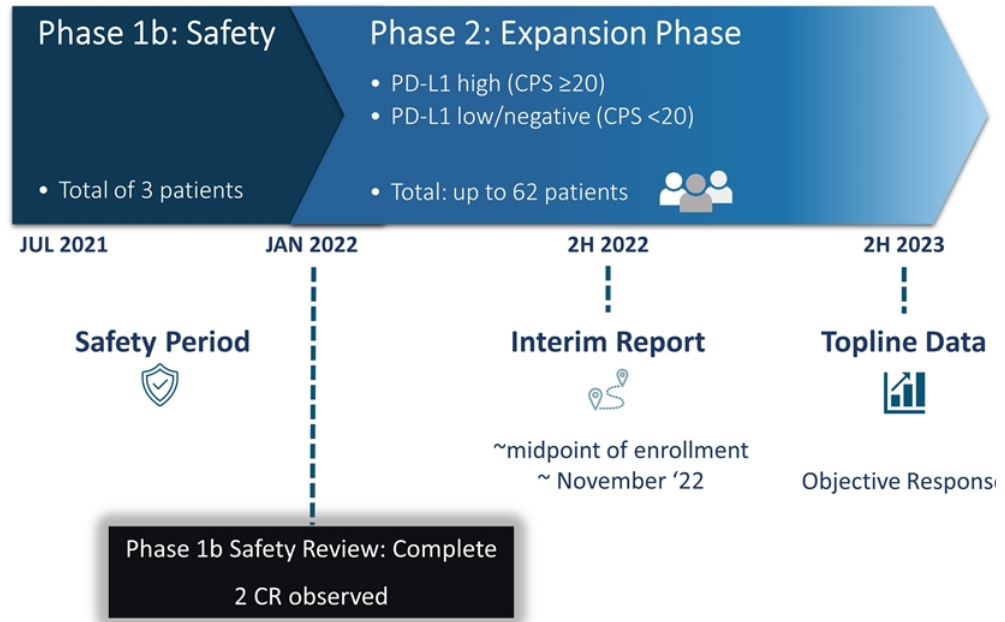 Phase 1b: Safety
• Total of 3 patients
Phase 2: Expansion Phase
• PD-L1 high (CPS ≥20)
• PD-L1 low/negative (CPS <20)
• Total: up to 62 patients
JUL 2021
JAN 2022
2H 2022
2H 2023
Safety Period
Interim Report
~midpoint of enrollment
~ November ‘22
Topline Data
Objective Response
Phase 1b Safety Review: Complete
2 CR observed